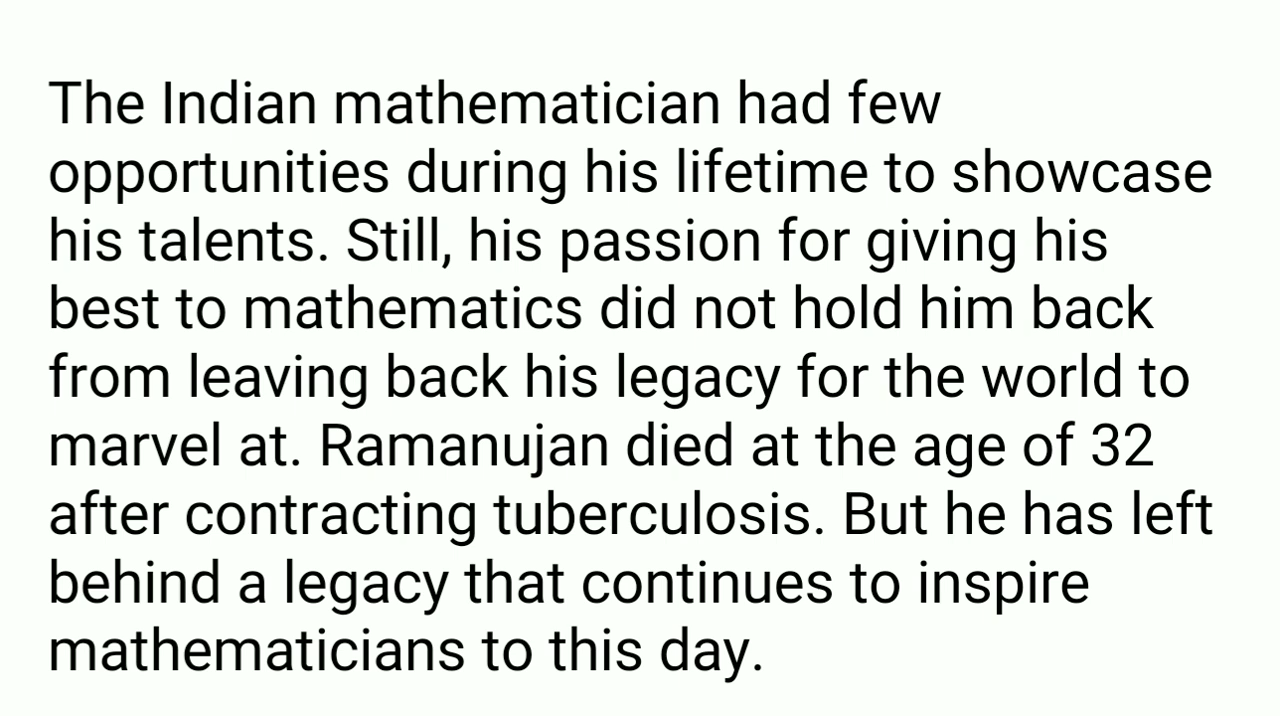 The Indian mathematician had few
opportunities during his lifetime to showcase
his talents. Still, his passion for giving his
best to mathematics did not hold him back
from leaving back his legacy for the world to
marvel at. Ramanujan died at the age of 32
after contracting tuberculosis. But he has left
behind a legacy that continues to inspire
mathematicians to this day.